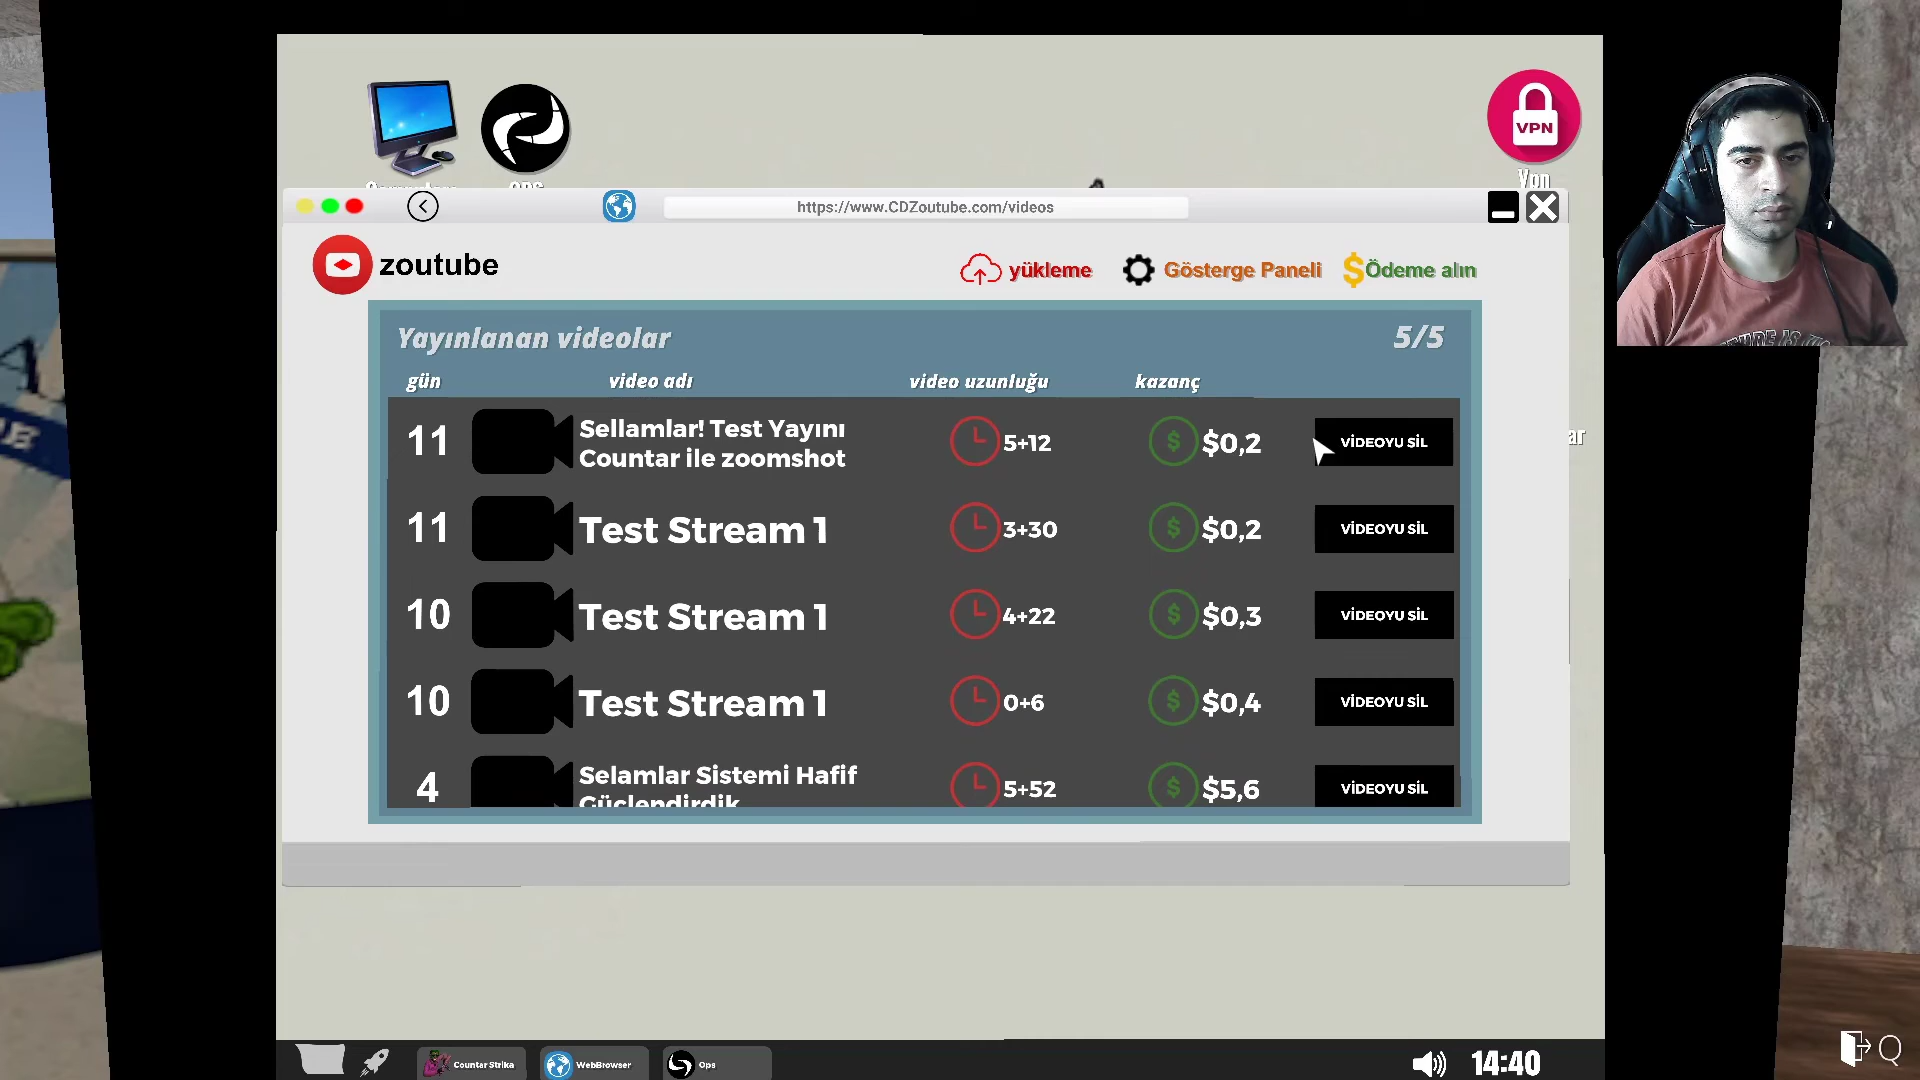 VPN
Vpn
https://www.CDZoutube.com/videos
zoutube
yükleme
Gösterge Paneli
Ödeme alın
Yayınlanan videolar
5/5
gün
video adı
video uzunluğu
kazanç
11
Sellamlar! Test Yayını
Countar ile zoomshot
5+12
$0,2
VİDEOYU SİL
11
Test Stream 1
3+30
$0,2
VİDEOYU SİL
10
Test Stream 1
4+22
$0,3
VİDEOYU SİL
10
Test Stream 1
0+6
$0,4
VİDEOYU SİL
4
Selamlar Sistemi Hafif
Güçlendirdik
5+52
$5,6
VİDEOYU SİL
Countar Strika
WebBrowser
Ops
14:40
Q